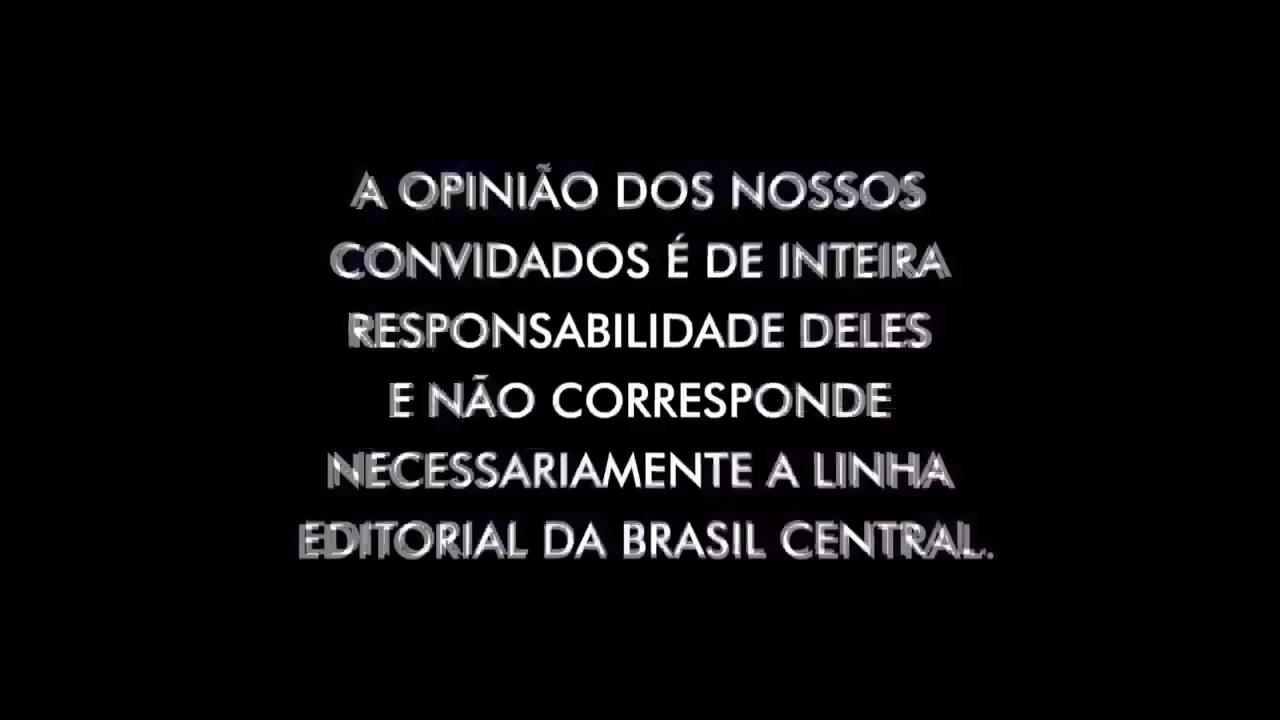 A OPINIÃO DOS NOSSOS
CONVIDADOS É DE INTEIRA
RESPONSABILIDADE DELES
E NÃO CORRESPONDE
NECESSARIAMENTE A LINHA
EDITORIAL DA BRASIL CENTRAL.